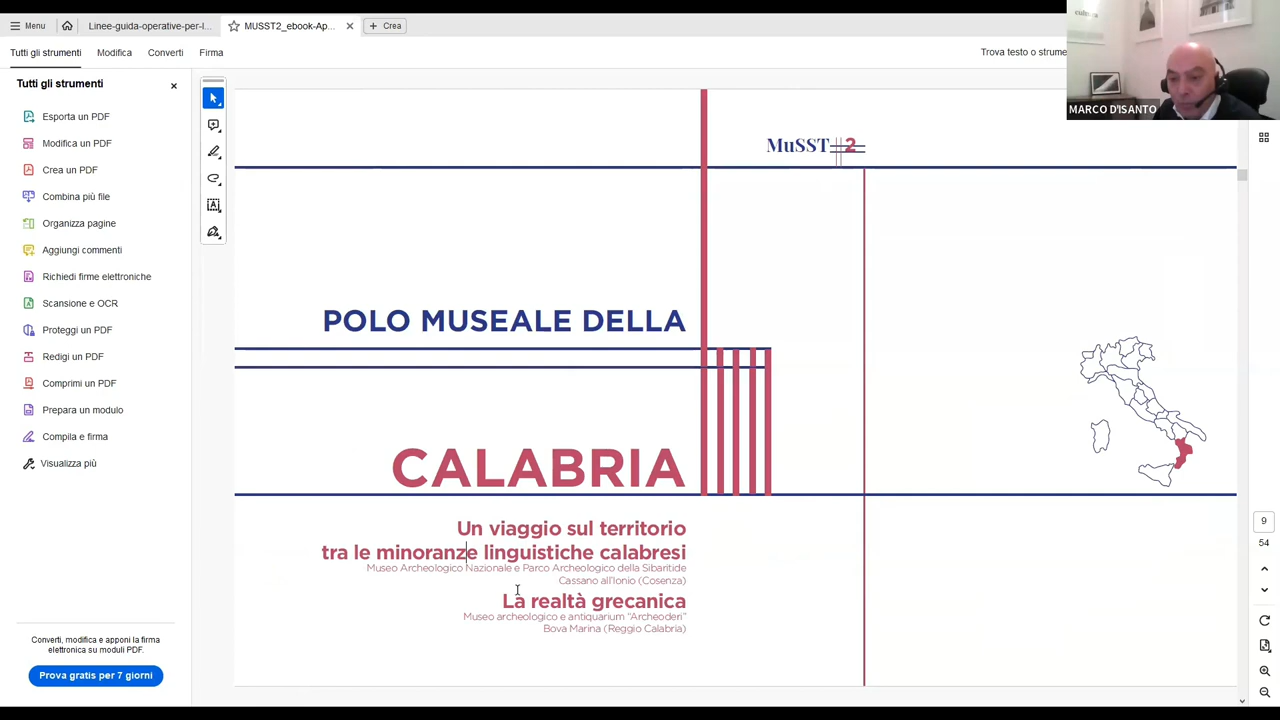 Menu
Linee-guida-operative-per-l...
MUSST2_ebook-Ap...
Crea
Tutti gli strumenti
Modifica
Converti
Firma
Trova testo o strume
MARCO D'ISANTO
Tutti gli strumenti
Esporta un PDF
Modifica un PDF
Crea un PDF
Combina più file
Organizza pagine
Aggiungi commenti
Richiedi firme elettroniche
Scansione e OCR
Proteggi un PDF
Redigi un PDF
Comprimi un PDF
Prepara un modulo
Compila e firma
Visualizza più
Converti, modifica e apponi la firma
elettronica su moduli PDF.
Prova gratis per 7 giorni
MuSST 2
POLO MUSEALE DELLA
CALABRIA
Un viaggio sul territorio
tra le minoranze linguistiche calabresi
Museo Archeologico Nazionale e Parco Archeologico della Sibaritide
Cassano all'Ionio (Cosenza)
La realtà grecanica
Museo archeologico e antiquarium "Archeoderi"
Bova Marina (Reggio Calabria)
9
54